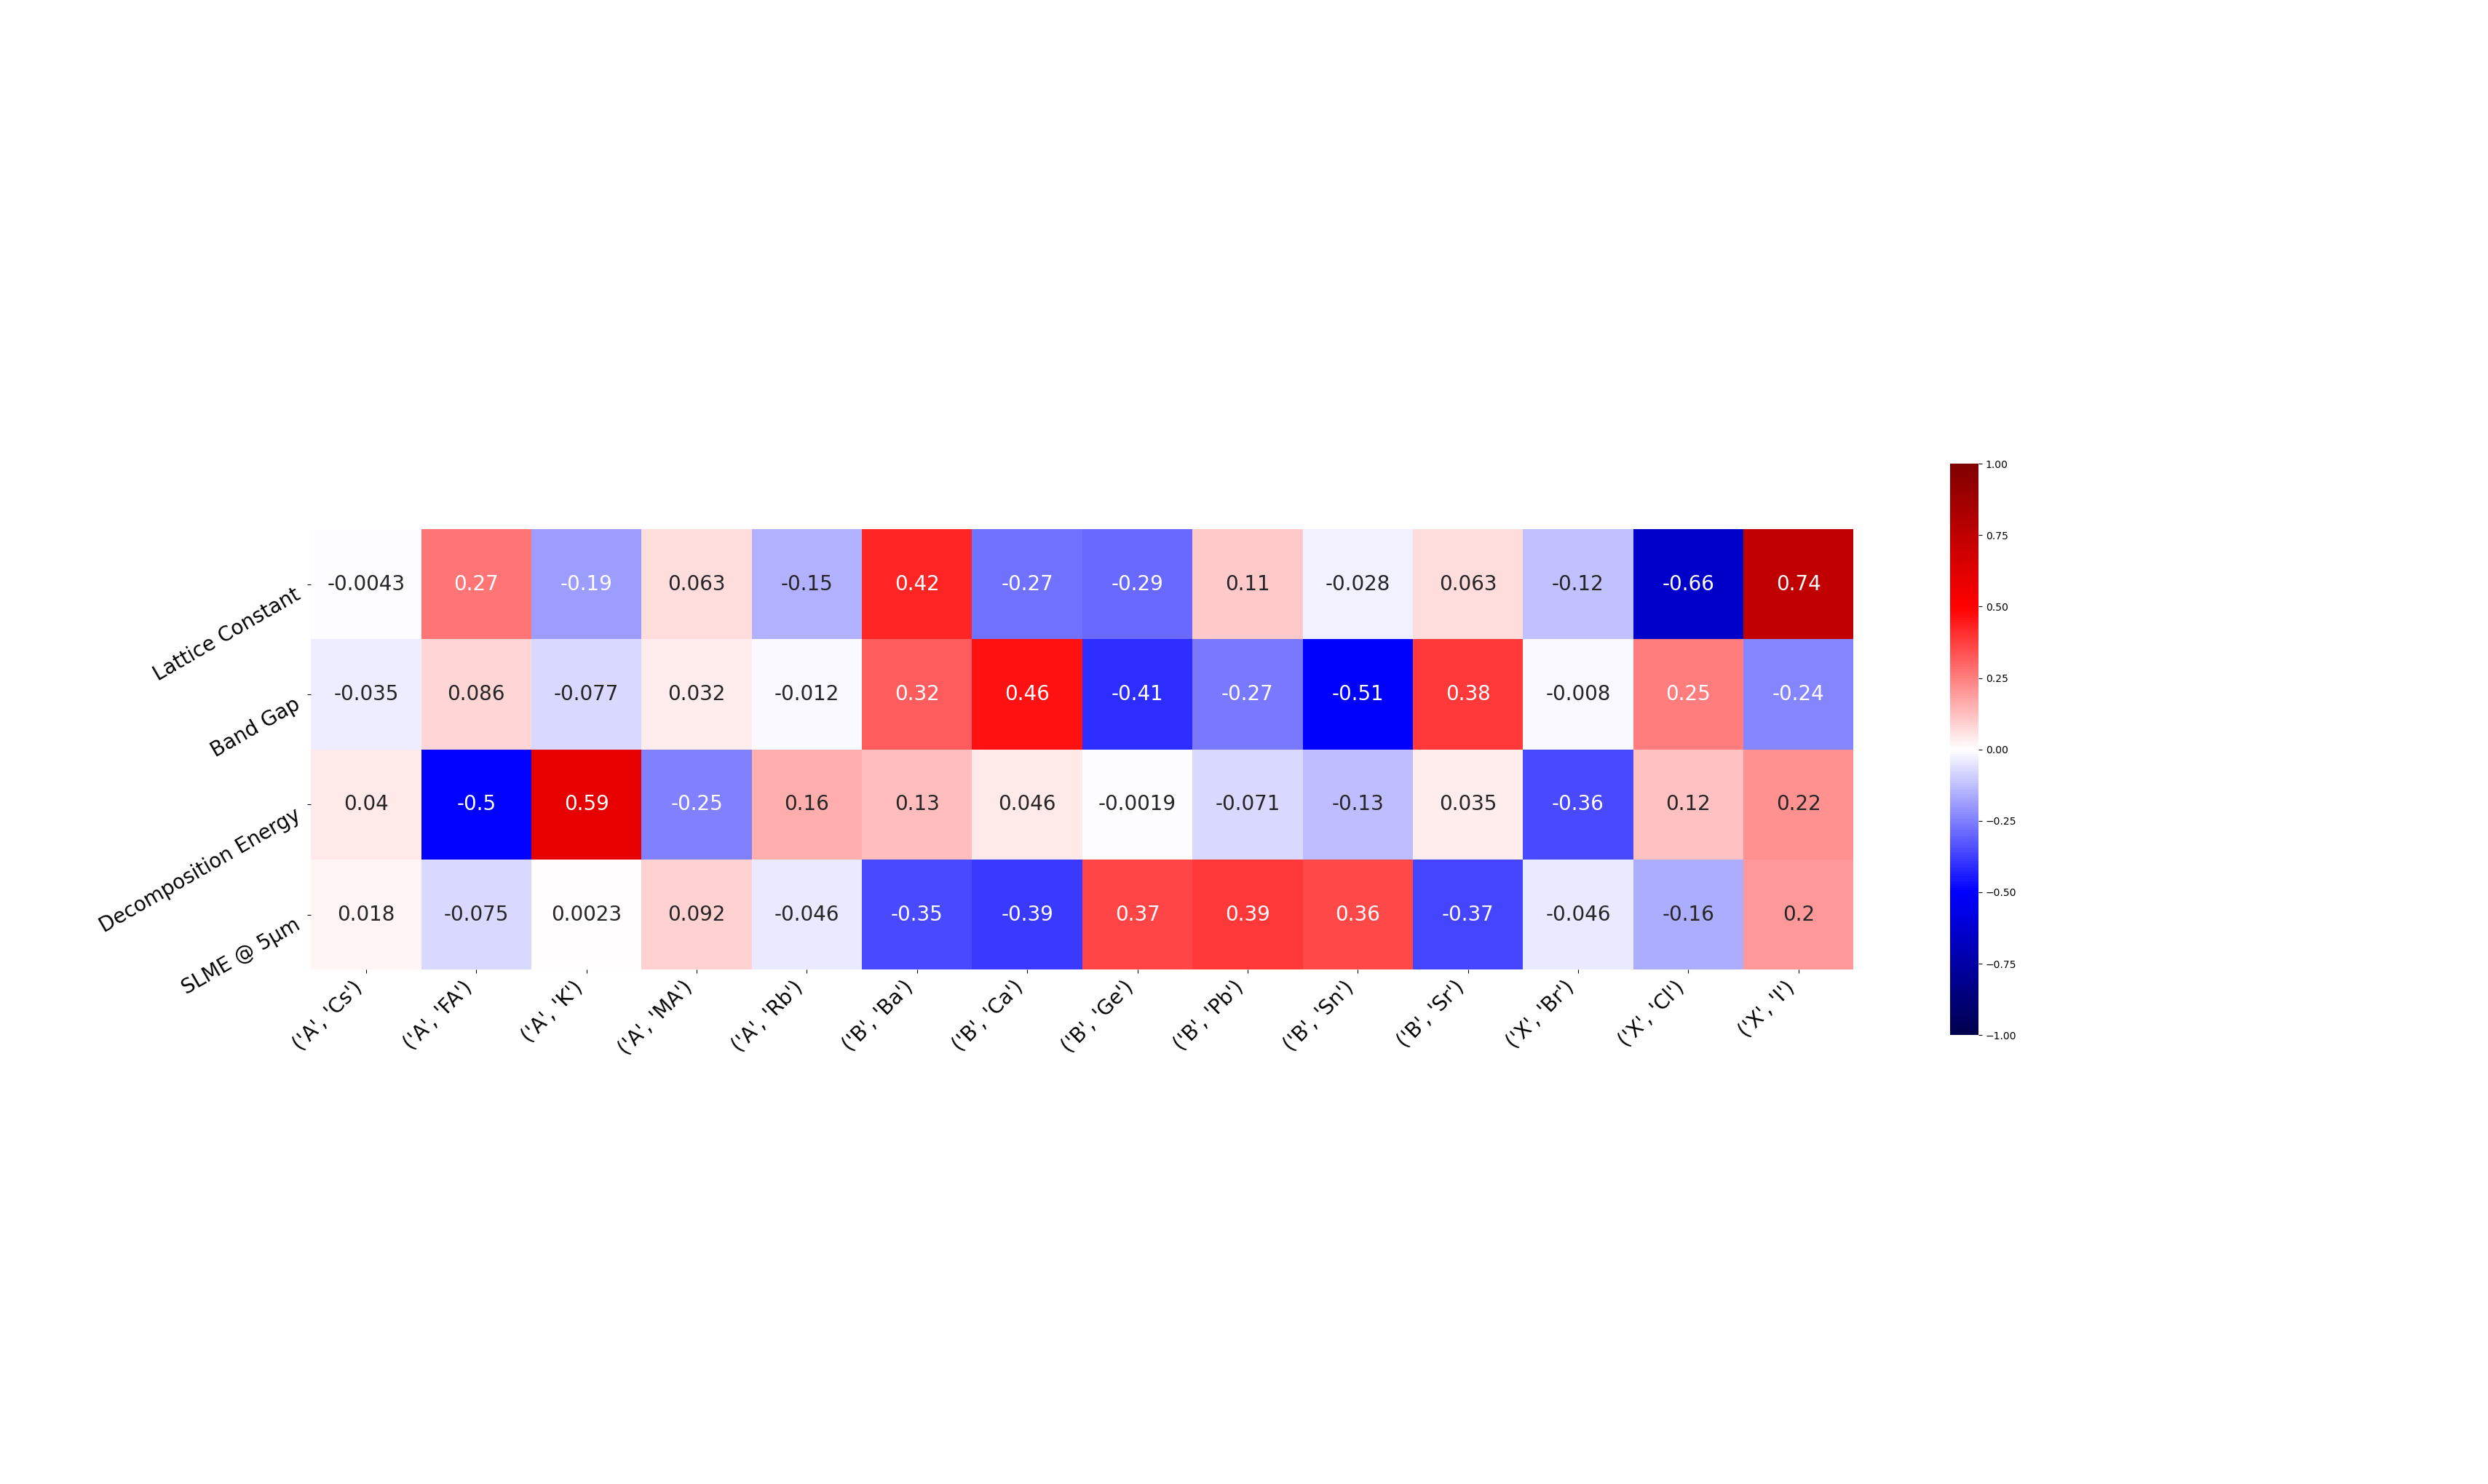 1.00
0.75
0.50
0.25
0.00
−0.25
−0.50
−0.75
−1.00
Lattice Constant -0.0043 0.27 -0.19 0.063 -0.15 0.42 -0.27 -0.29 0.11 -0.028 0.063 -0.12 -0.66 0.74
Band Gap -0.035 0.086 -0.077 0.032 -0.012 0.32 0.46 -0.41 -0.27 -0.51 0.38 -0.008 0.25 -0.24
Decomposition Energy 0.04 -0.5 0.59 -0.25 0.16 0.13 0.046 -0.0019 -0.071 -0.13 0.035 -0.36 0.12 0.22
SLME @ 5μm 0.018 -0.075 0.0023 0.092 -0.046 -0.35 -0.39 0.37 0.39 0.36 -0.37 -0.046 -0.16 0.2
('A', 'Cs') ('A', 'FA') ('A', 'K') ('A', 'MA') ('A', 'Rb') ('B', 'Ba') ('B', 'Ca') ('B', 'Ge') ('B', 'Pb') ('B', 'Sn') ('B', 'Sr') ('X', 'Br') ('X', 'Cl') ('X', 'I')